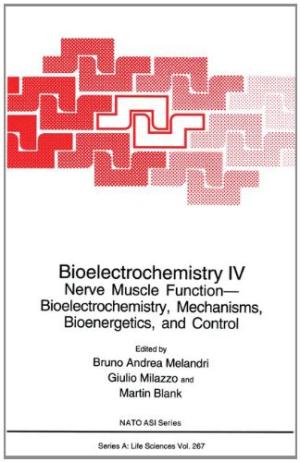 Bioelectrochemistry IV
Nerve Muscle Function—
Bioelectrochemistry, Mechanisms,
Bioenergetics, and Control
Edited by
Bruno Andrea Melandri
Giulio Milazzo and
Martin Blank
NATO ASI Series
Series A: Life Sciences Vol. 267